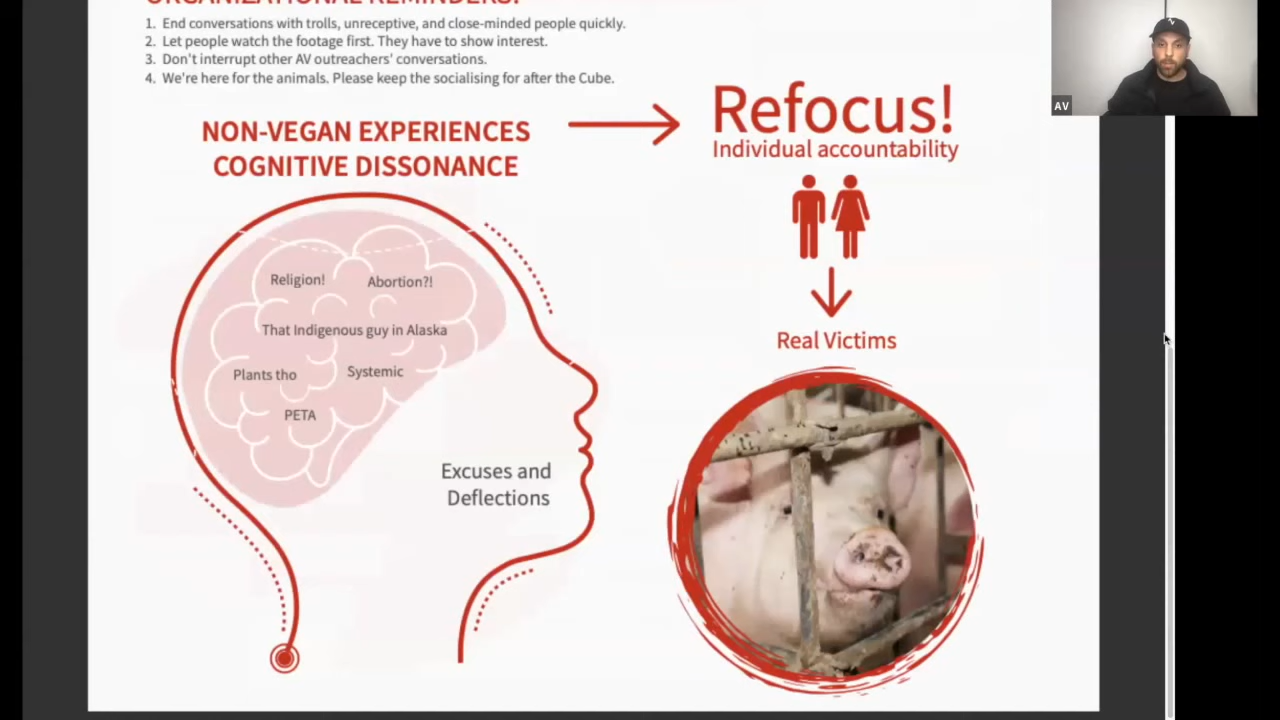 ORGANIZATIONAL REMINDERS:
1. End conversations with trolls, unreceptive, and close-minded people quickly.
2. Let people watch the footage first. They have to show interest.
3. Don't interrupt other AV outreachers' conversations.
4. We're here for the animals. Please keep the socialising for after the Cube.
AV
NON-VEGAN EXPERIENCES
COGNITIVE DISSONANCE
Refocus!
Individual accountability
Religion!
Abortion?!
That Indigenous guy in Alaska
Plants tho
Systemic
PETA
Excuses and
Deflections
Real Victims